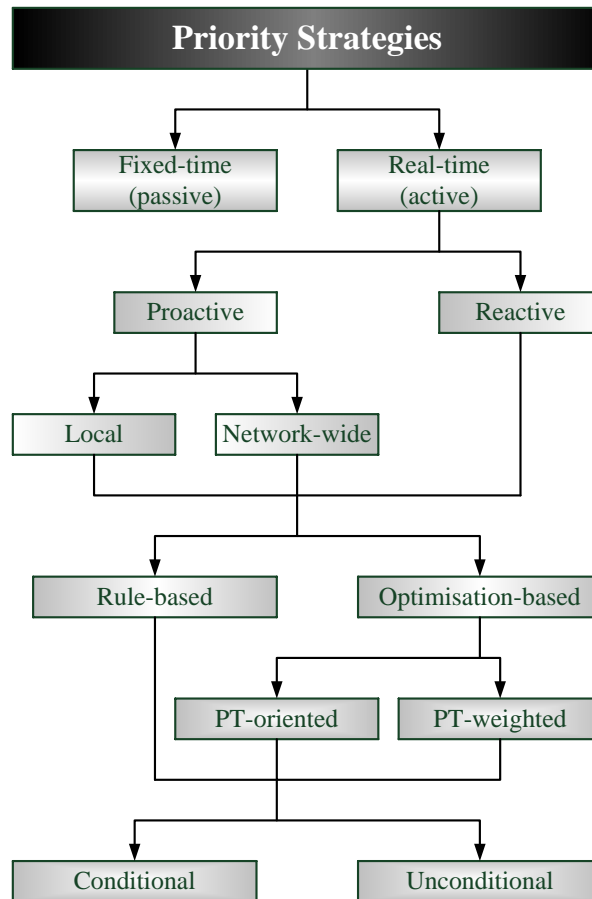 Priority Strategies
Fixed-time
(passive)
Real-time
(active)
Proactive
Reactive
Local
Network-wide
Rule-based
Optimisation-based
PT-oriented
PT-weighted
Conditional
Unconditional